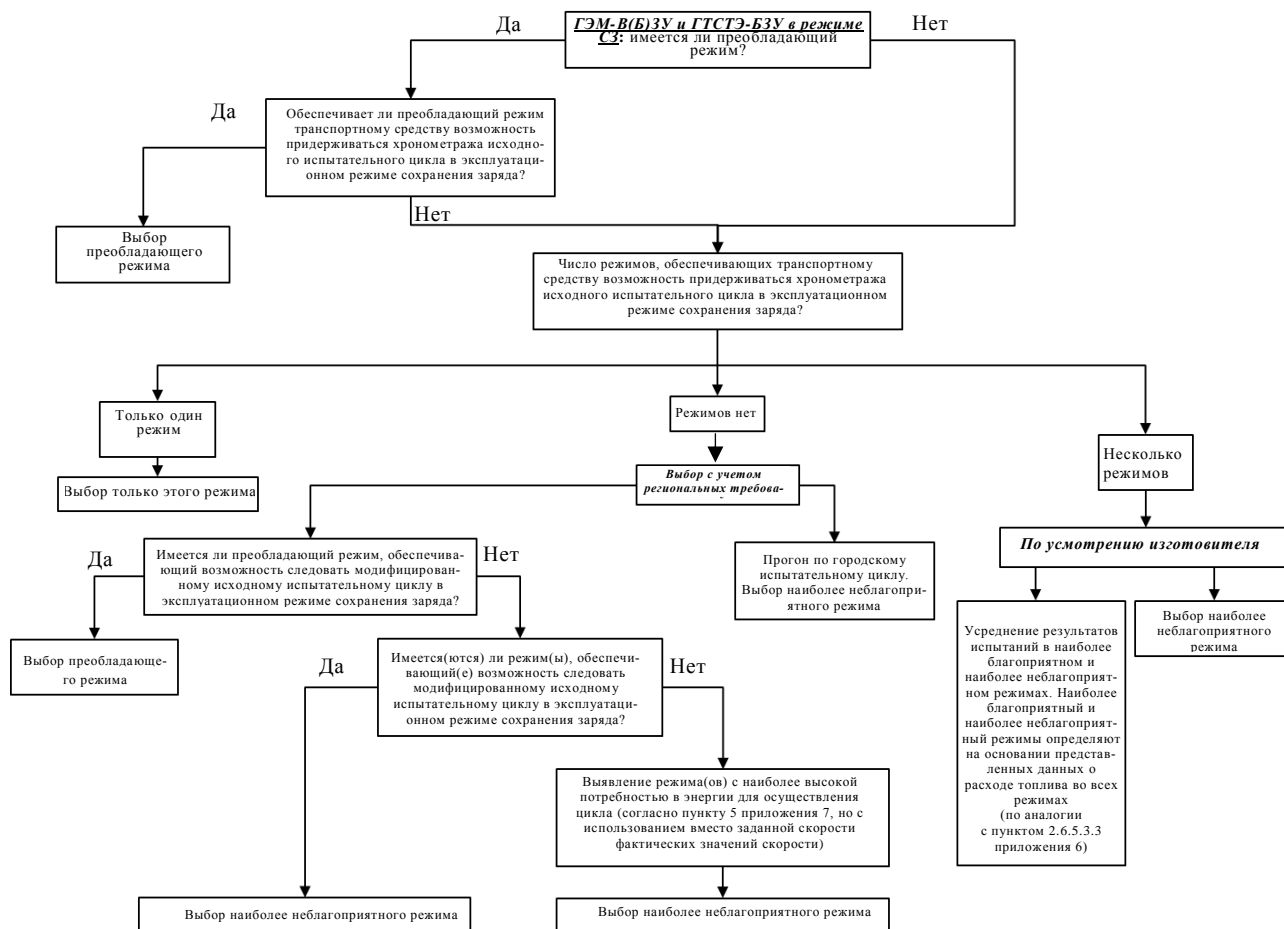 Да
ГЭМ-В(Б)ЗУ и ГТСТЭ-БЗУ в режиме
СЗ: имеется ли преобладающий
режим?
Нет
Да
Обеспечивает ли преобладающий режим
транспортному средству возможность
придерживаться хронометража исходно-
го испытательного цикла в эксплуатаци-
онном режиме сохранения заряда?
Нет
Выбор
преобладающего
режима
Число режимов, обеспечивающих транспортному
средству возможность придерживаться хронометража
исходного испытательного цикла в эксплуатационном
режиме сохранения заряда?
Только один
режим
Режимов нет
Несколько
режимов
Выбор только этого режима
Выбор с учетом
региональных требова-
По усмотрению изготовителя
Да
Имеется ли преобладающий режим, обеспечива-
ющий возможность следовать модифицирован-
ному исходному испытательному циклу в
эксплуатационном режиме сохранения заряда?
Нет
Прогон по городскому
испытательному циклу.
Выбор наиболее неблагопри-
ятного режима
Усреднение результатов
испытаний в наиболее
благоприятном и
наиболее неблагоприят-
ном режимах. Наиболее
благоприятный и
наиболее неблагоприят-
ный режимы определяют
на основании представ-
ленных данных о
расходе топлива во всех
режимах
(по аналогии
с пунктом 2.6.5.3.3
приложения 6)
Выбор наиболее
неблагоприятного
режима
Выбор преобладающе-
го режима
Да
Имеется(ются) ли режим(ы), обеспечи-
вающий(е) возможность следовать
модифицированному исходному
испытательному циклу в эксплуатаци-
онном режиме сохранения заряда?
Нет
Выявление режима(ов) с наиболее высокой
потребностью в энергии для осуществления
цикла (согласно пункту 5 приложения 7, но с
использованием вместо заданной скорости
фактических значений скорости)
Выбор наиболее неблагоприятного режима
Выбор наиболее неблагоприятного режима